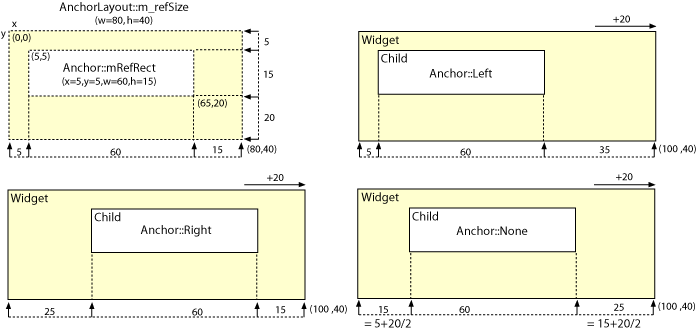 AnchorLayout::m_refSize
(w=80,h=40)
x
y
(0,0)
(5,5)
Anchor::mRefRect
(x=5,y=5,w=60,h=15)
(65,20)
5
15
20
5
60
15
(80,40)
+20
Widget
Child
Anchor::Left
5
60
35
(100 ,40)
+20
Widget
Child
Anchor::Right
25
60
15
(100 ,40)
+20
Widget
Child
Anchor::None
15
60
25
(100 ,40)
= 5+20/2
= 15+20/2